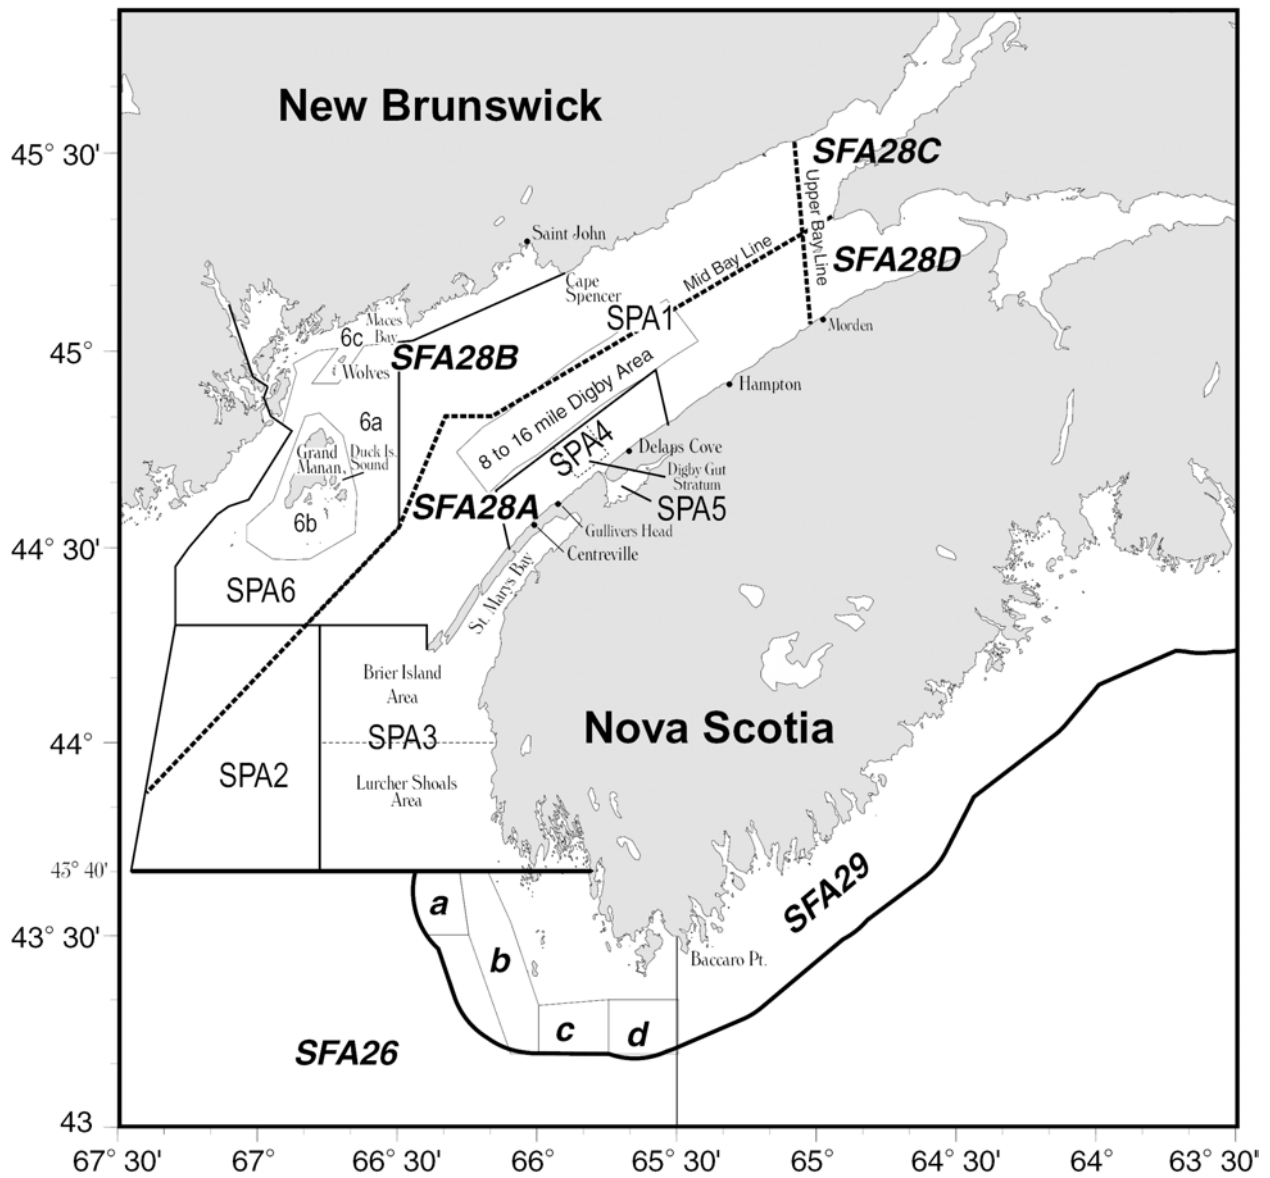 New Brunswick
45° 30'
SFA28C
Upper Bay Line
Saint John
Mid Bay Line
SFA28D
Cape
Spencer
SPA1
Maces
Bay
6c
Morden
45°
SFA28B
Wolves
8 to 16 mile Digby Area
Hampton
6a
SPA4
Grand
Manan
Duck Is.
Sound
Delaps Cove
Digby Gut
Stratum
SFA28A
SPA5
6b
Gullivers Head
44° 30'
Centreville
St. Marys Bay
SPA6
Brier Island
Area
Nova Scotia
44°
SPA3
SPA2
Lurcher Shoals
Area
45° 40'
SFA29
a
43° 30'
b
Baccaro Pt.
c
d
SFA26
43
67° 30'
67°
66° 30'
66°
65° 30'
65°
64° 30'
64°
63° 30'